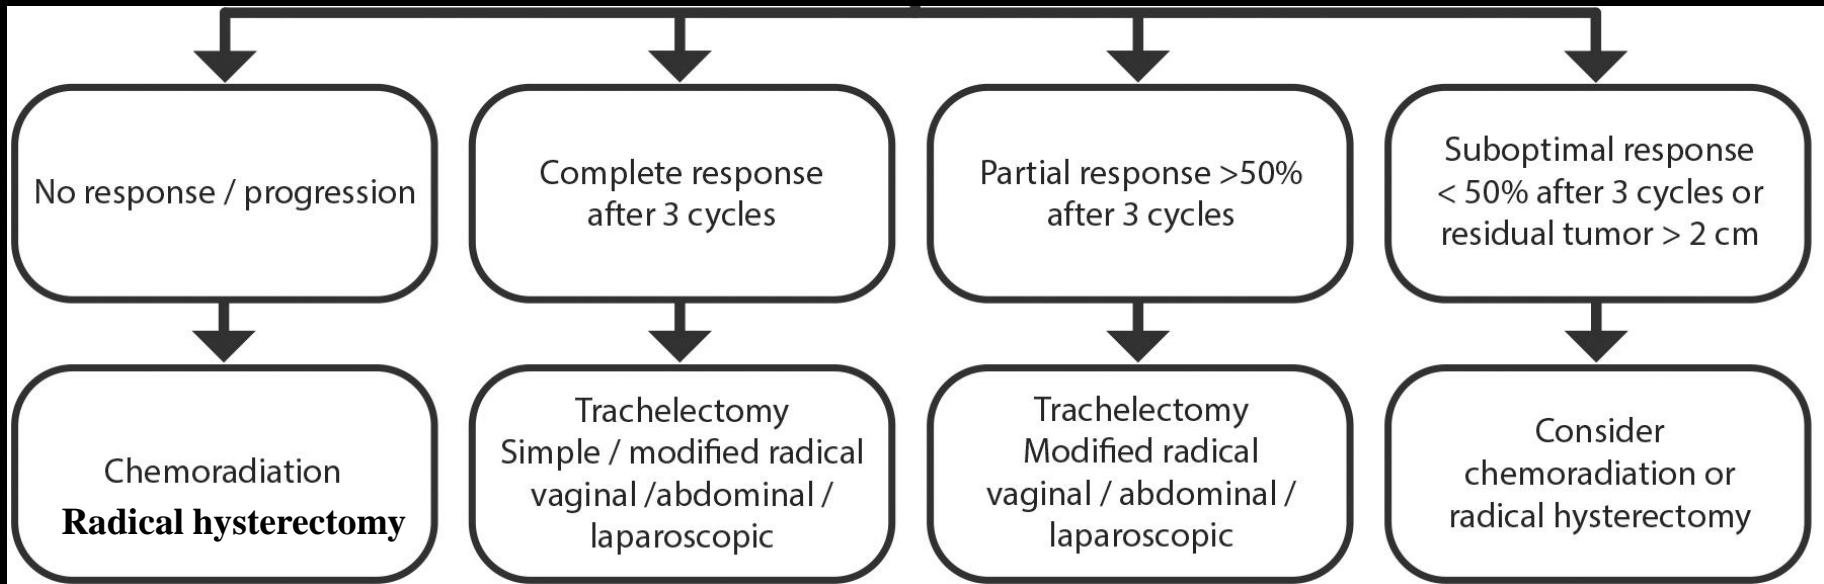 No response / progression
Complete response
after 3 cycles
Partial response >50%
after 3 cycles
Suboptimal response
< 50% after 3 cycles or
residual tumor > 2 cm
Chemoradiation
Radical hysterectomy
Trachelectomy
Simple / modified radical
vaginal /abdominal /
laparoscopic
Trachelectomy
Modified radical
vaginal / abdominal /
laparoscopic
Consider
chemoradiation or
radical hysterectomy